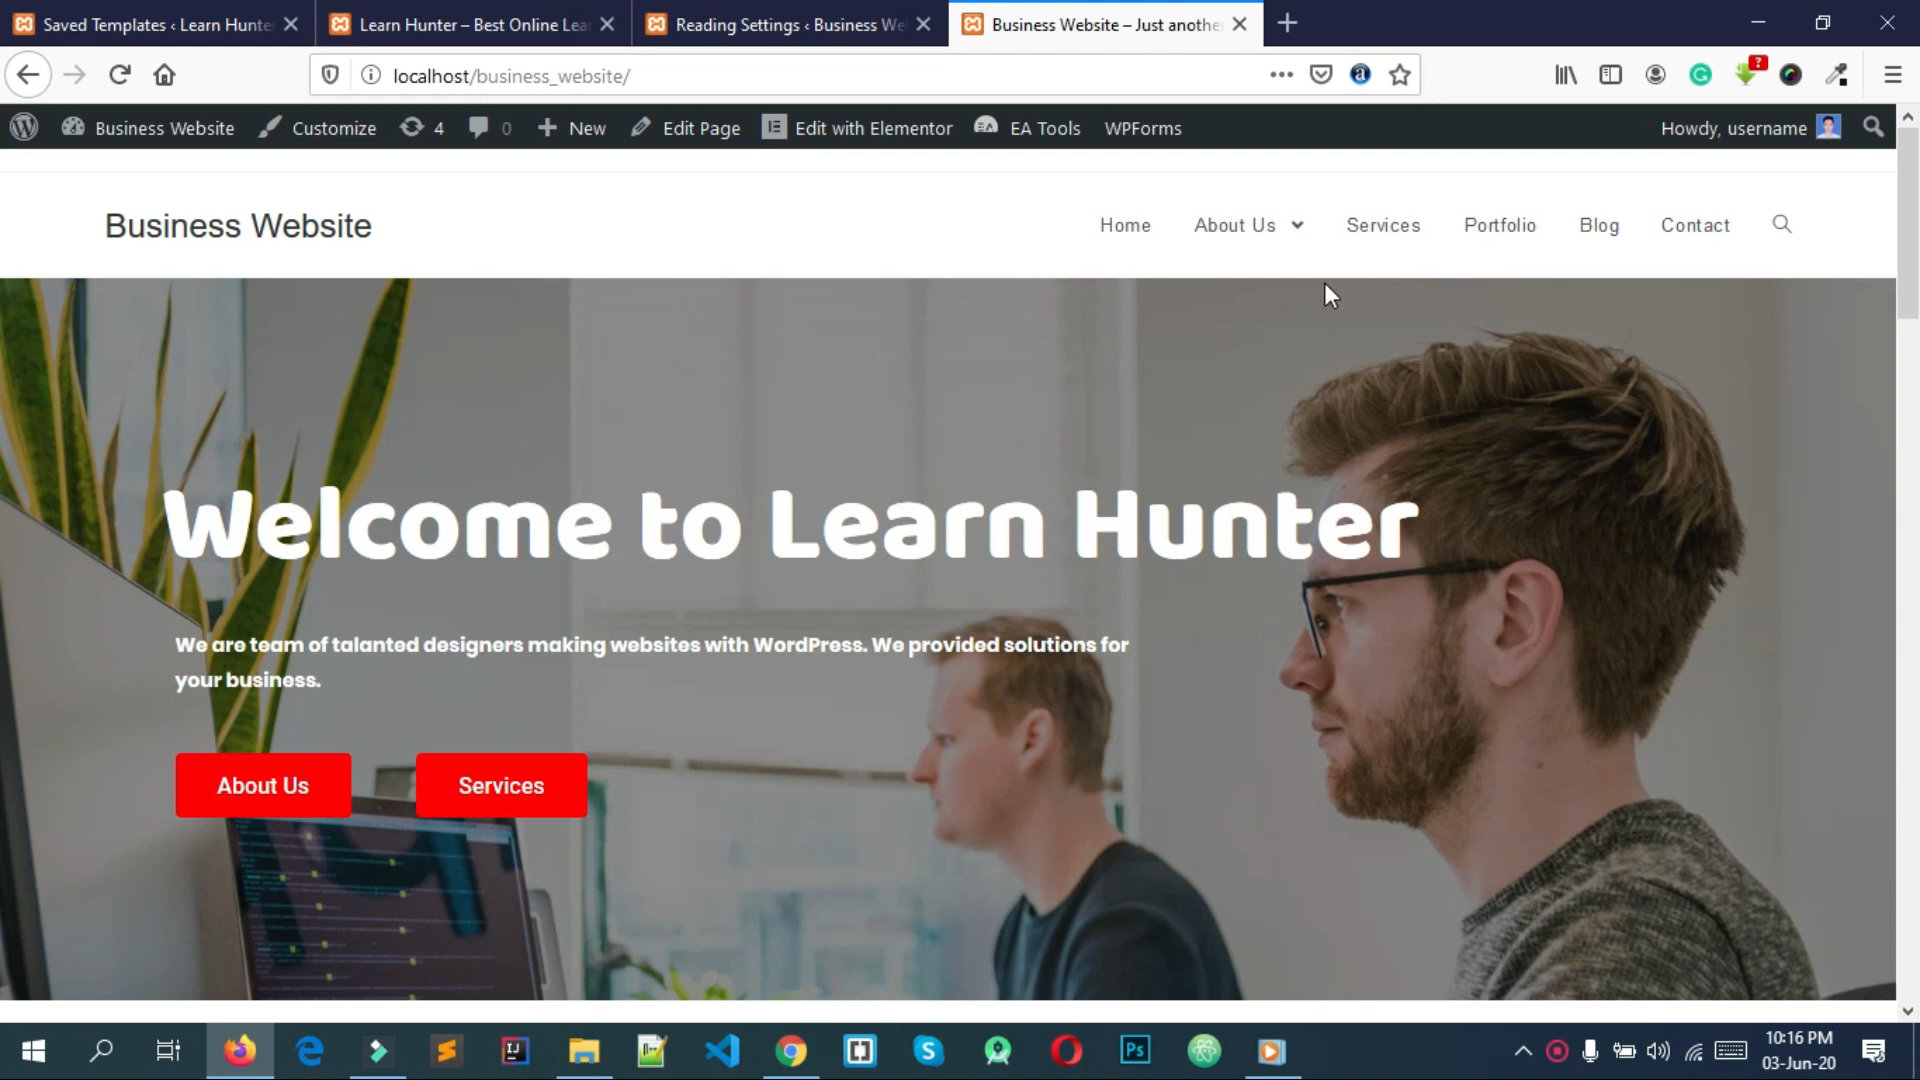 Saved Templates ‹ Learn Hunte
Learn Hunter – Best Online Lea
Reading Settings ‹ Business We
Business Website – Just anothe
localhost/business_website/
Business Website
Customize
4
0
New
Edit Page
Edit with Elementor
EA Tools
WPForms
Howdy, username
Business Website
Home
About Us
Services
Portfolio
Blog
Contact
Welcome to Learn Hunter
We are team of talanted designers making websites with WordPress. We provided solutions for
your business.
About Us
Services
10:16 PM
03-Jun-20